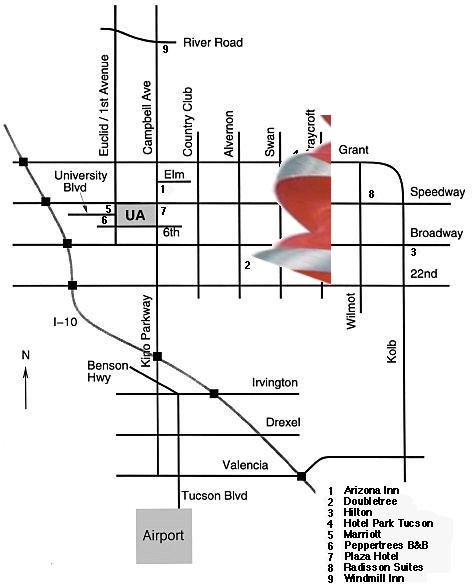 9 River Road
Euclid / 1st Avenue
Campbell Ave
Country Club
Alvernon
Swan
raycroft
Grant
University
Blvd
Elm
1
8
Speedway
5
6
UA
7
6th
Broadway
2
3
22nd
I-10
Kino Parkway
Wilmot
Kolb
N
Benson
Hwy
Irvington
Drexel
Valencia
Tucson Blvd
Airport
1 Arizona Inn
2 Doubletree
3 Hilton
4 Hotel Park Tucson
5 Marriott
6 Peppertrees B&B
7 Plaza Hotel
8 Radisson Suites
9 Windmill Inn